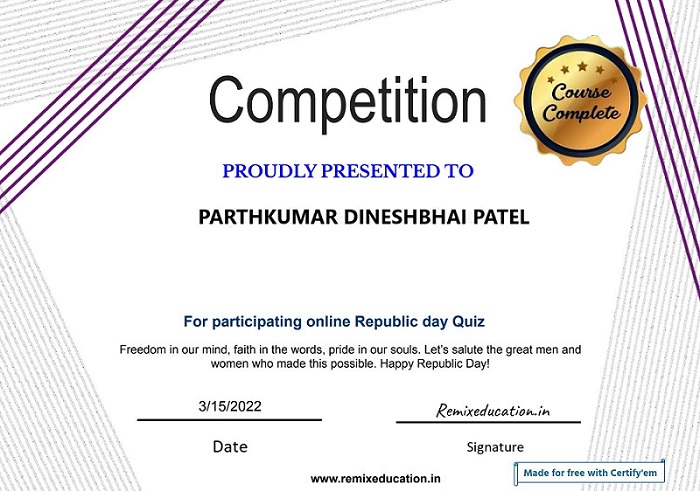 Competition
Course
Complete
PROUDLY PRESENTED TO
PARTHKUMAR DINESHBHAI PATEL
For participating online Republic day Quiz
Freedom in our mind, faith in the words, pride in our souls. Let's salute the great men and
women who made this possible. Happy Republic Day!
3/15/2022
Remixeducation.in
Date
Signature
www.remixeducation.in
Made for free with Certify'em